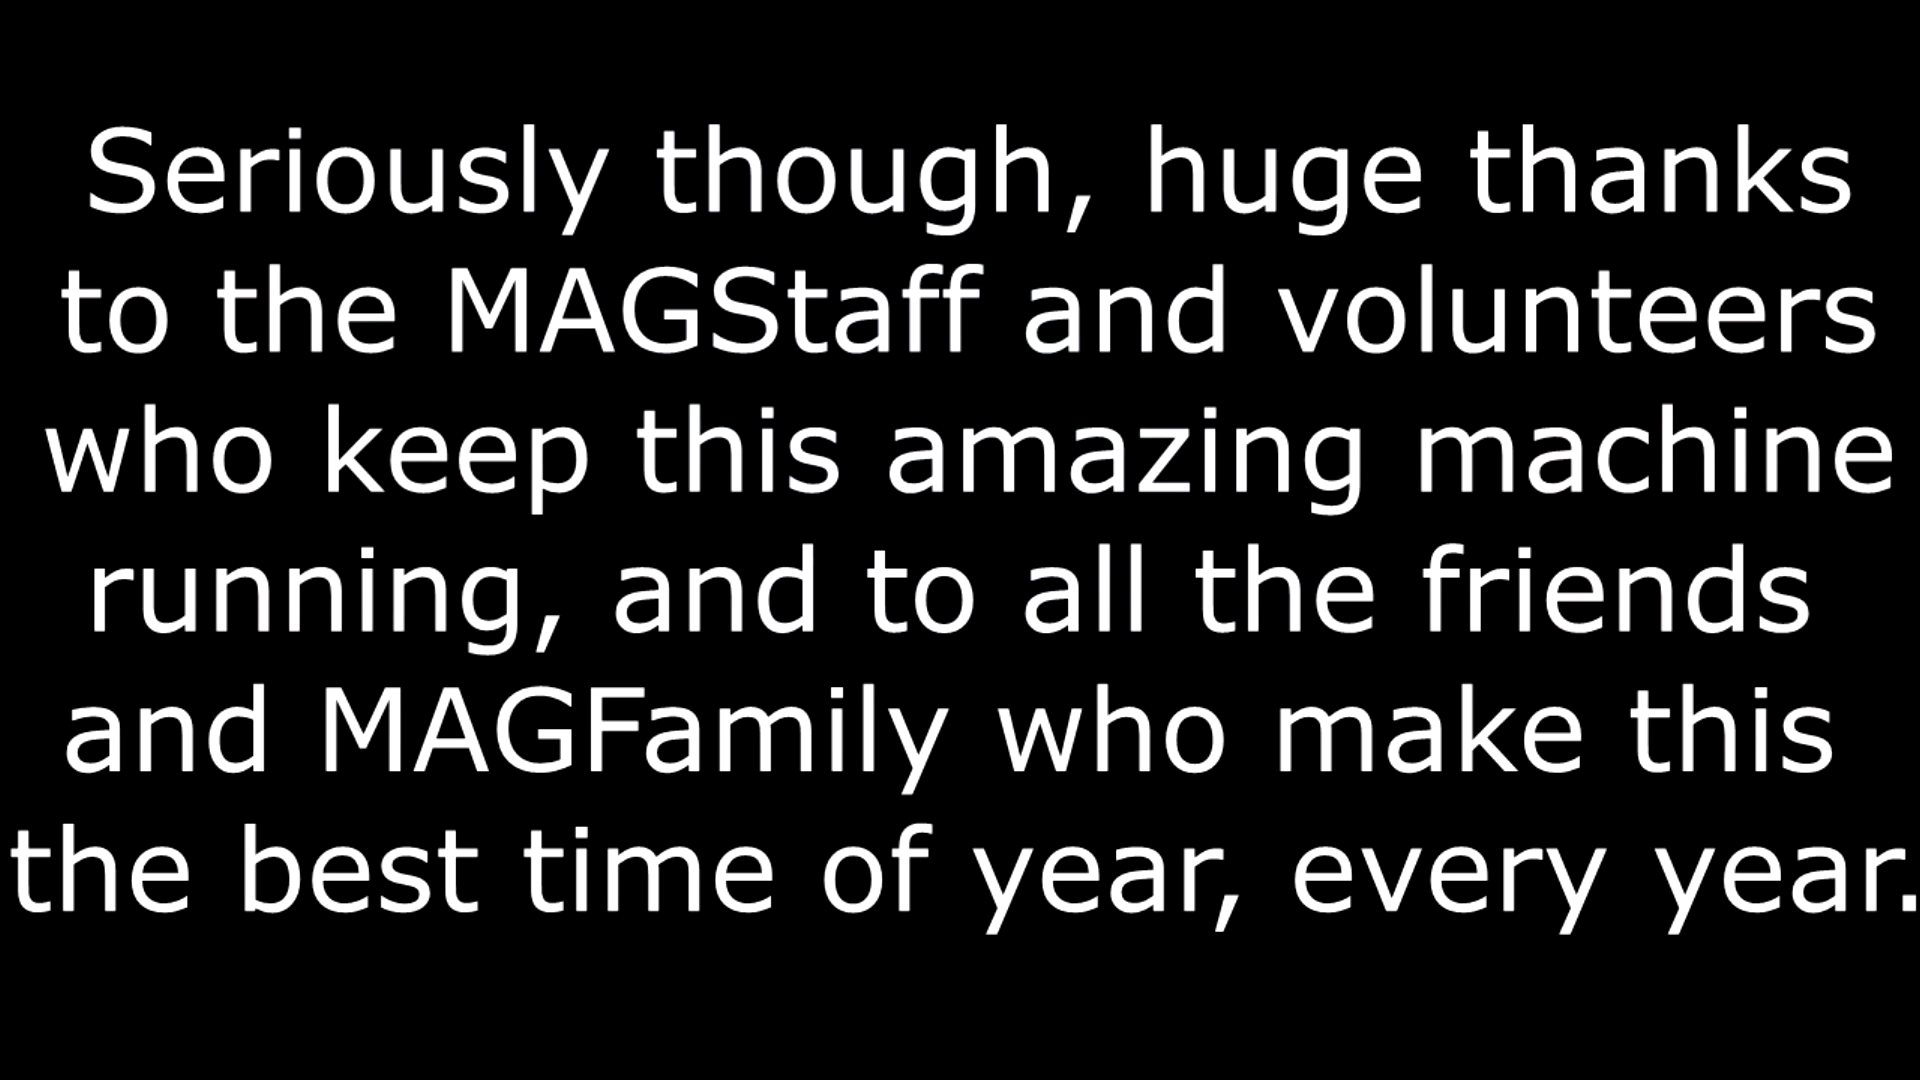 Seriously though, huge thanks
to the MAGStaff and volunteers
who keep this amazing machine
running, and to all the friends
and MAGFamily who make this
the best time of year, every year.